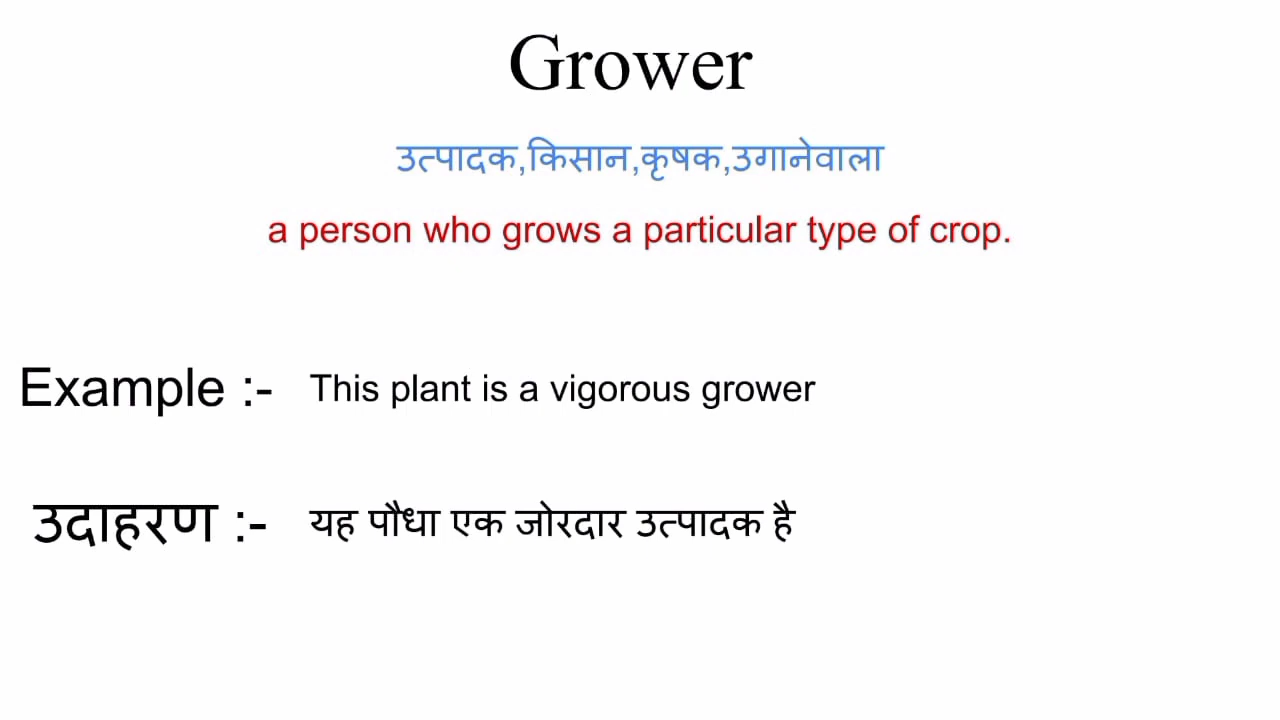 Grower
उत्पादक,किसान,कृषक,उगानेवाला
a person who grows a particular type of crop.
Example :- This plant is a vigorous grower
उदाहरण :- यह पौधा एक जोरदार उत्पादक है